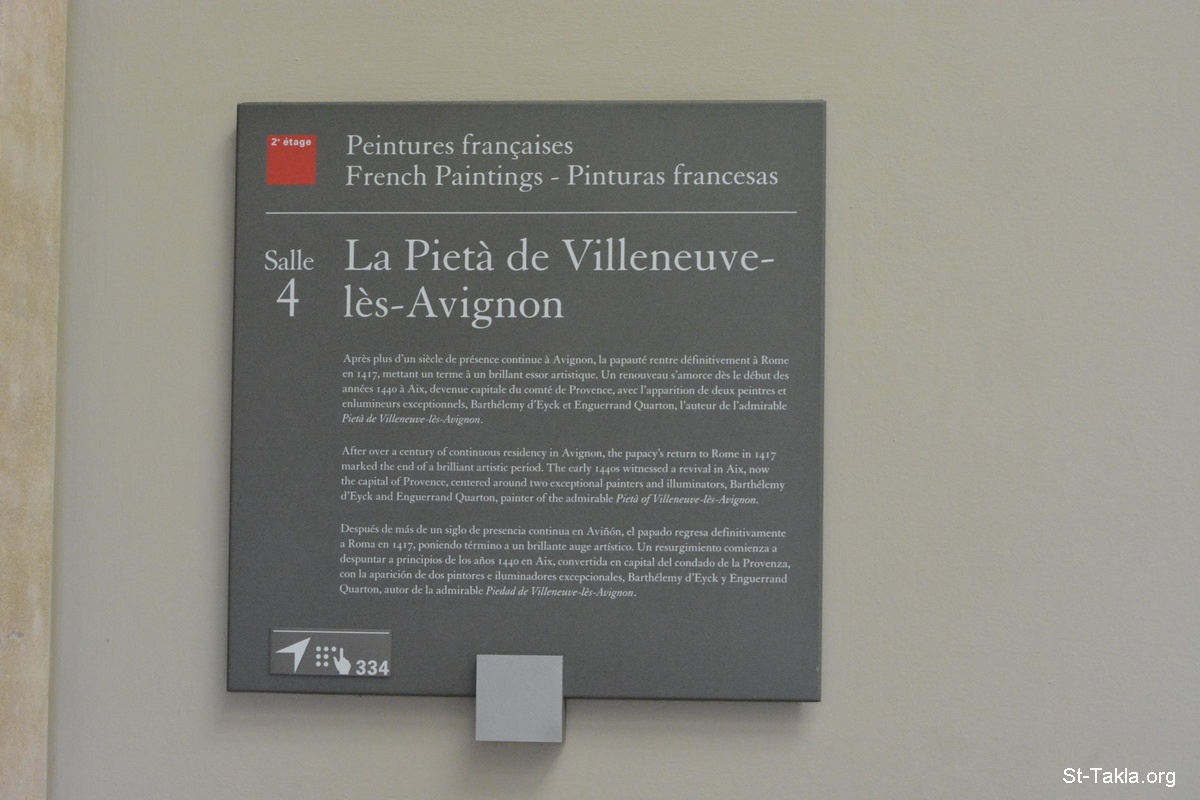 2e étage
Peintures françaises
French Paintings - Pinturas francesas
Salle
4
La Pietà de Villeneuve-
lès-Avignon
Après plus d'un siècle de présence continue à Avignon, la papauté rentre définitivement à Rome
en 1417, mettant un terme à un brillant essor artistique. Un renouveau s'amorce dès le début des
années 1440 à Aix, devenue capitale du comté de Provence, avec l'apparition de deux peintres et
enlumineurs exceptionnels, Barthélemy d'Eyck et Enguerrand Quarton, l'auteur de l'admirable
Pietà de Villeneuve-lès-Avignon.
After over a century of continuous residency in Avignon, the papacy's return to Rome in 1417
marked the end of a brilliant artistic period. The early 1440s witnessed a revival in Aix, now
the capital of Provence, centered around two exceptional painters and illuminators, Barthélemy
d'Eyck and Enguerrand Quarton, painter of the admirable Pietà of Villeneuve-lès-Avignon.
Después de más de un siglo de presencia continua en Aviñón, el papado regresa definitivamente
a Roma en 1417, poniendo término a un brillante auge artístico. Un resurgimiento comienza a
despuntar a principios de los años 1440 en Aix, convertida en capital del condado de la Provenza,
con la aparición de dos pintores e iluminadores excepcionales, Barthélemy d'Eyck y Enguerrand
Quarton, autor de la admirable Piedad de Villeneuve-lès-Avignon.
334
St-Takla.org